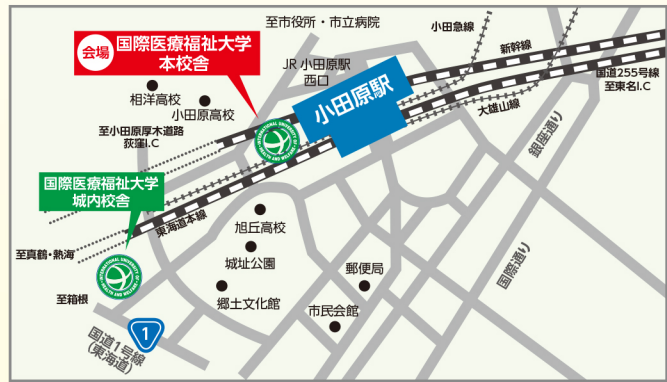 至市役所・市立病院
小田急線
新幹線
会場
国際医療福祉大学
本校舎
JR 小田原駅
西口
小田原駅
国道255号線
至東名I.C
相洋高校
小田原高校
大雄山線
至小田原厚木道路
荻窪I.C
銀座通り
国際医療福祉大学
城内校舎
東海道本線
旭丘高校
国際通り
至真鶴・熱海
城址公園
郵便局
至箱根
郷土文化館
市民会館
1
国道1号線
(東海道)